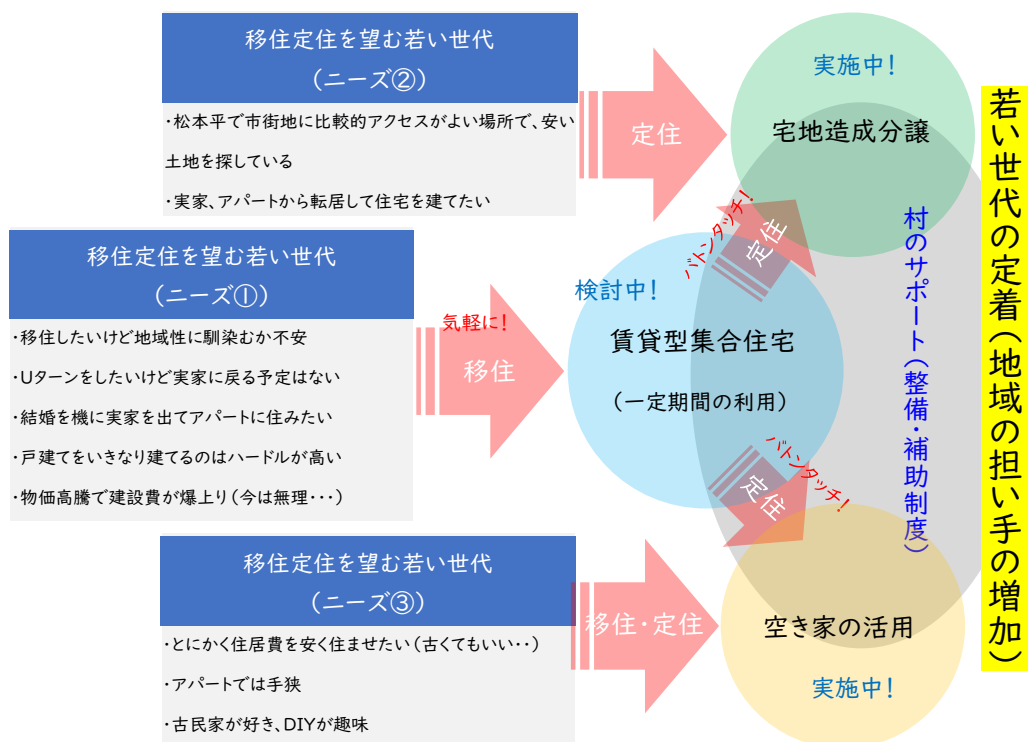 移住定住を望む若い世代
(ニーズ②)
・松本平で市街地に比較的アクセスがよい場所で、安い
土地を探している
・実家、アパートから転居して住宅を建てたい
定住
実施中!
宅地造成分譲
移住定住を望む若い世代
(ニーズ①)
・移住したいけど地域性に馴染むか不安
・Uターンをしたいけど実家に戻る予定はない
・結婚を機に実家を出てアパートに住みたい
・戸建てをいきなり建てるのはハードルが高い
・物価高騰で建設費が爆上り(今は無理・・・)
気軽に!
移住
検討中!
賃貸型集合住宅
(一定期間の利用)
バトンタッチ!
定住
バトンタッチ!
定住
移住定住を望む若い世代
(ニーズ③)
・とにかく住居費を安く住ませたい(古くてもいい・・)
・アパートでは手狭
・古民家が好き、DIYが趣味
移住・定住
空き家の活用
実施中!
村のサポート(整備・補助制度)
若い世代の定着(地域の担い手の増加)